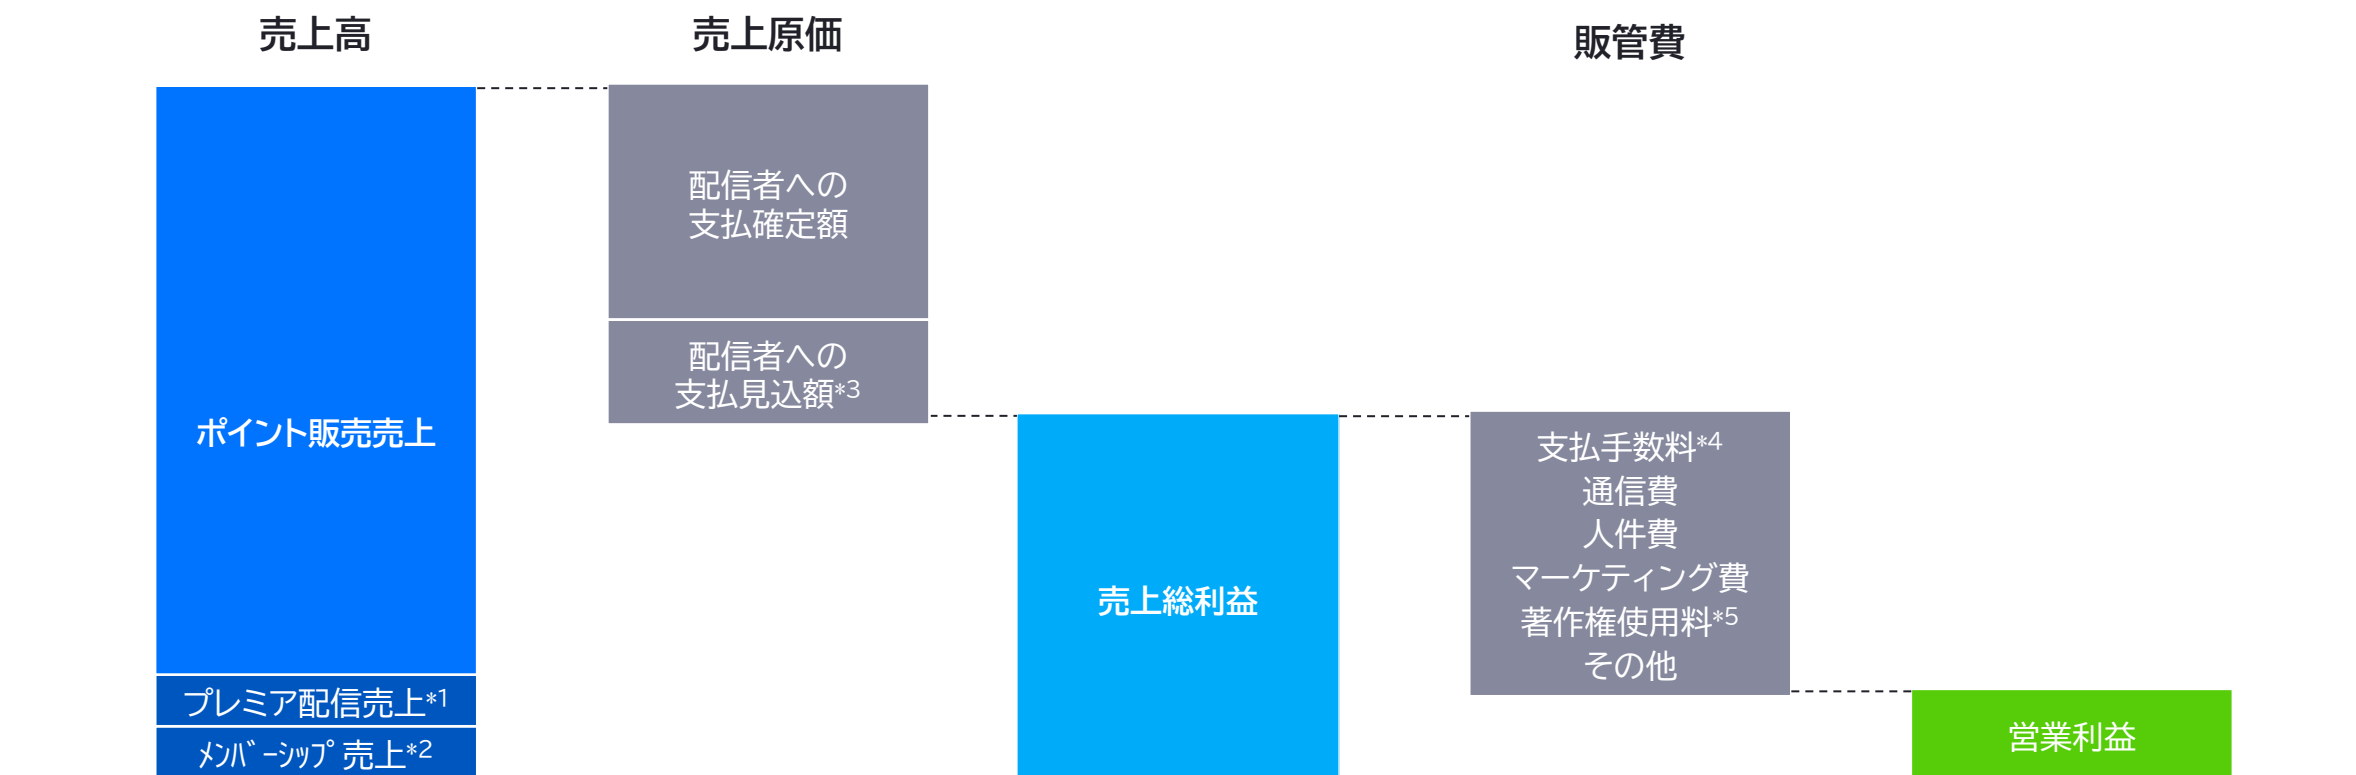 売上高
売上原価
販管費
ポイント販売売上
プレミア配信売上*1
ﾒﾝﾊﾞｰｼｯﾌﾟ売上*2
配信者への
支払確定額
配信者への
支払見込額*3
売上総利益
支払手数料*4
通信費
人件費
マーケティング費
著作権使用料*5
その他
営業利益